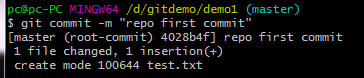 pc@pc-PC MINGW64 /d/gitdemo/demo1 (master)
$ git commit -m "repo first commit"
[master (root-commit) 4028b4f] repo first commit
 1 file changed, 1 insertion(+)
 create mode 100644 test.txt